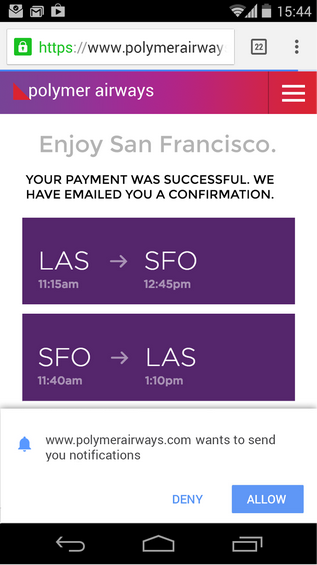 15:44
https://www.polymerairway
22
polymer airways
Enjoy San Francisco.
YOUR PAYMENT WAS SUCCESSFUL. WE
HAVE EMAILED YOU A CONFIRMATION.
LAS → SFO
11:15am 12:45pm
SFO → LAS
11:40am 1:10pm
www.polymerairways.com wants to send
you notifications
DENY ALLOW